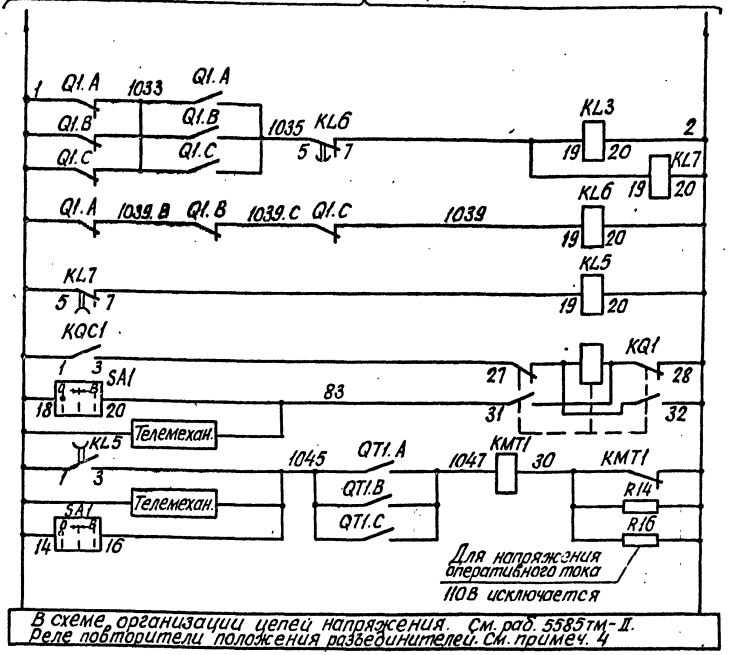 Q1.A 1033 Q1.A
1
Q1.B Q1.B 1035 KL6 KL3 2
Q1.C Q1.C 5 7 19 20 KL7
19 20
Q1.A 1039.B Q1.B 1039.C Q1.C 1039 KL6
19 20
KL7 KL5
5 7 19 20
KQC1
1 3 27 KQ1 28
SA1
О В
18 20 83 31 32
Телемехан.
KL5 1045 QT1.A 1047 KMT1 30 KMT1
1 3
Телемехан. QT1.B R14
SA1 QT1.C R16
О В
14 16
Для напряжения
оперативного тока
110В исключается
В схеме организации цепей напряжения. См. раб. 5585тм-II.
Реле повторители положения разъединителей. См. примеч. 4